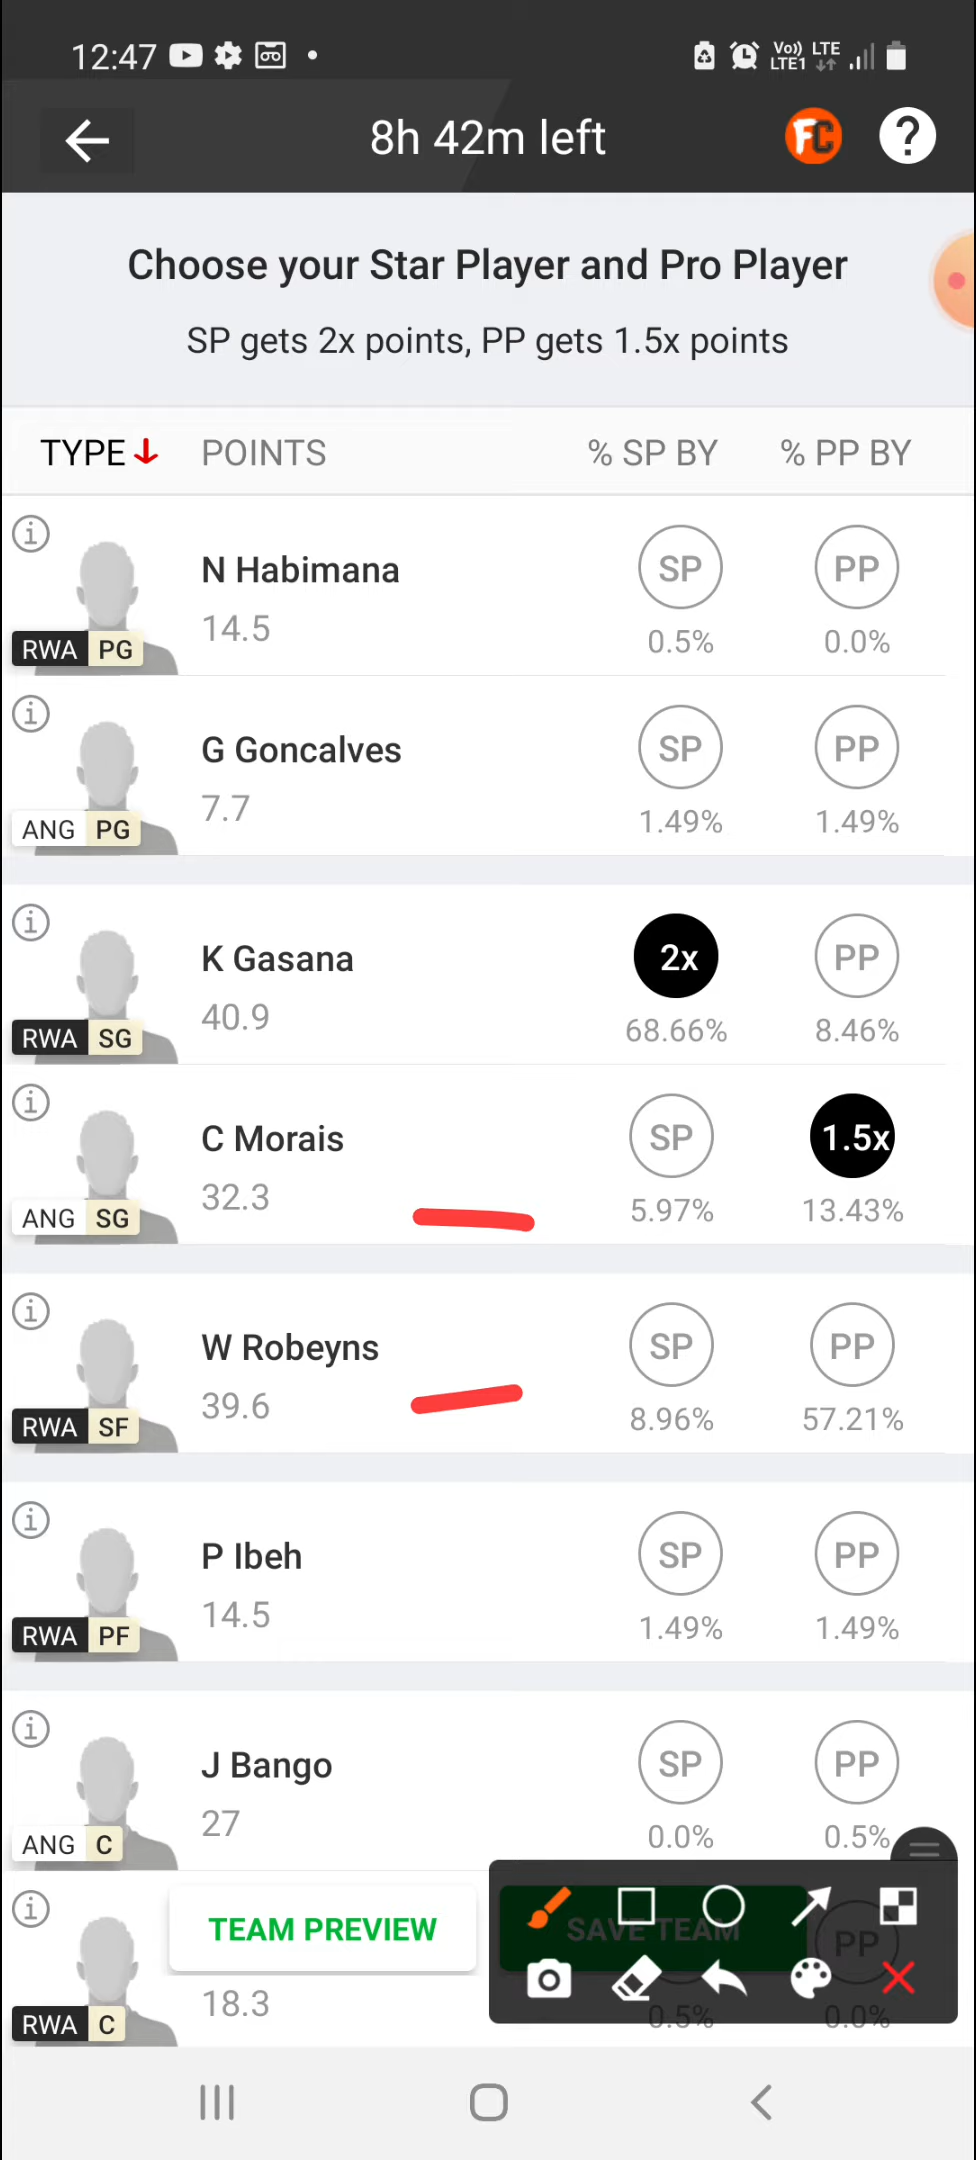 12:47
Vo)) LTE
LTE1
8h 42m left
FC
?
Choose your Star Player and Pro Player
SP gets 2x points, PP gets 1.5x points
TYPE POINTS % SP BY % PP BY
N Habimana SP PP
14.5 0.5% 0.0%
RWA PG
G Goncalves SP PP
7.7 1.49% 1.49%
ANG PG
K Gasana 2x PP
40.9 68.66% 8.46%
RWA SG
C Morais SP 1.5x
32.3 5.97% 13.43%
ANG SG
W Robeyns SP PP
39.6 8.96% 57.21%
RWA SF
P Ibeh SP PP
14.5 1.49% 1.49%
RWA PF
J Bango SP PP
27 0.0% 0.5%
ANG C
TEAM PREVIEW SAVE TEAM PP
18.3 0.5% 0.0%
RWA C